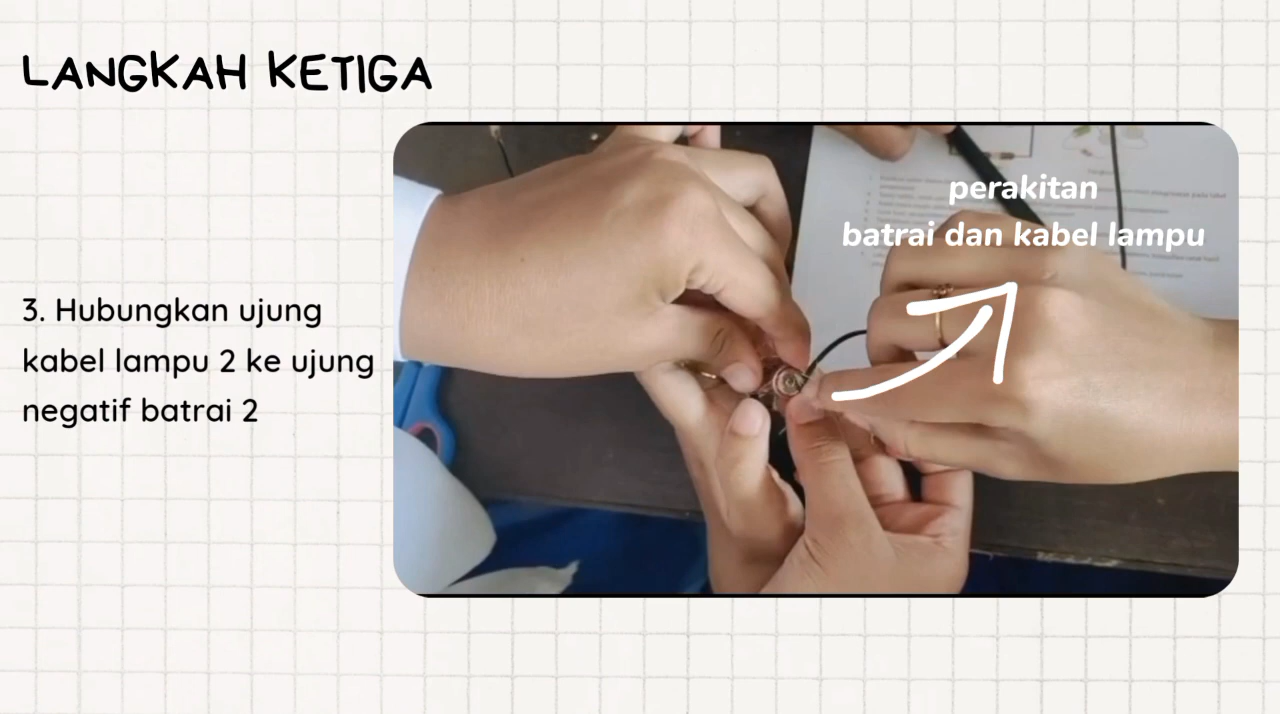 LANGKAH KETIGA
3. Hubungkan ujung
kabel lampu 2 ke ujung
negatif batrai 2
perakitan
batrai dan kabel lampu